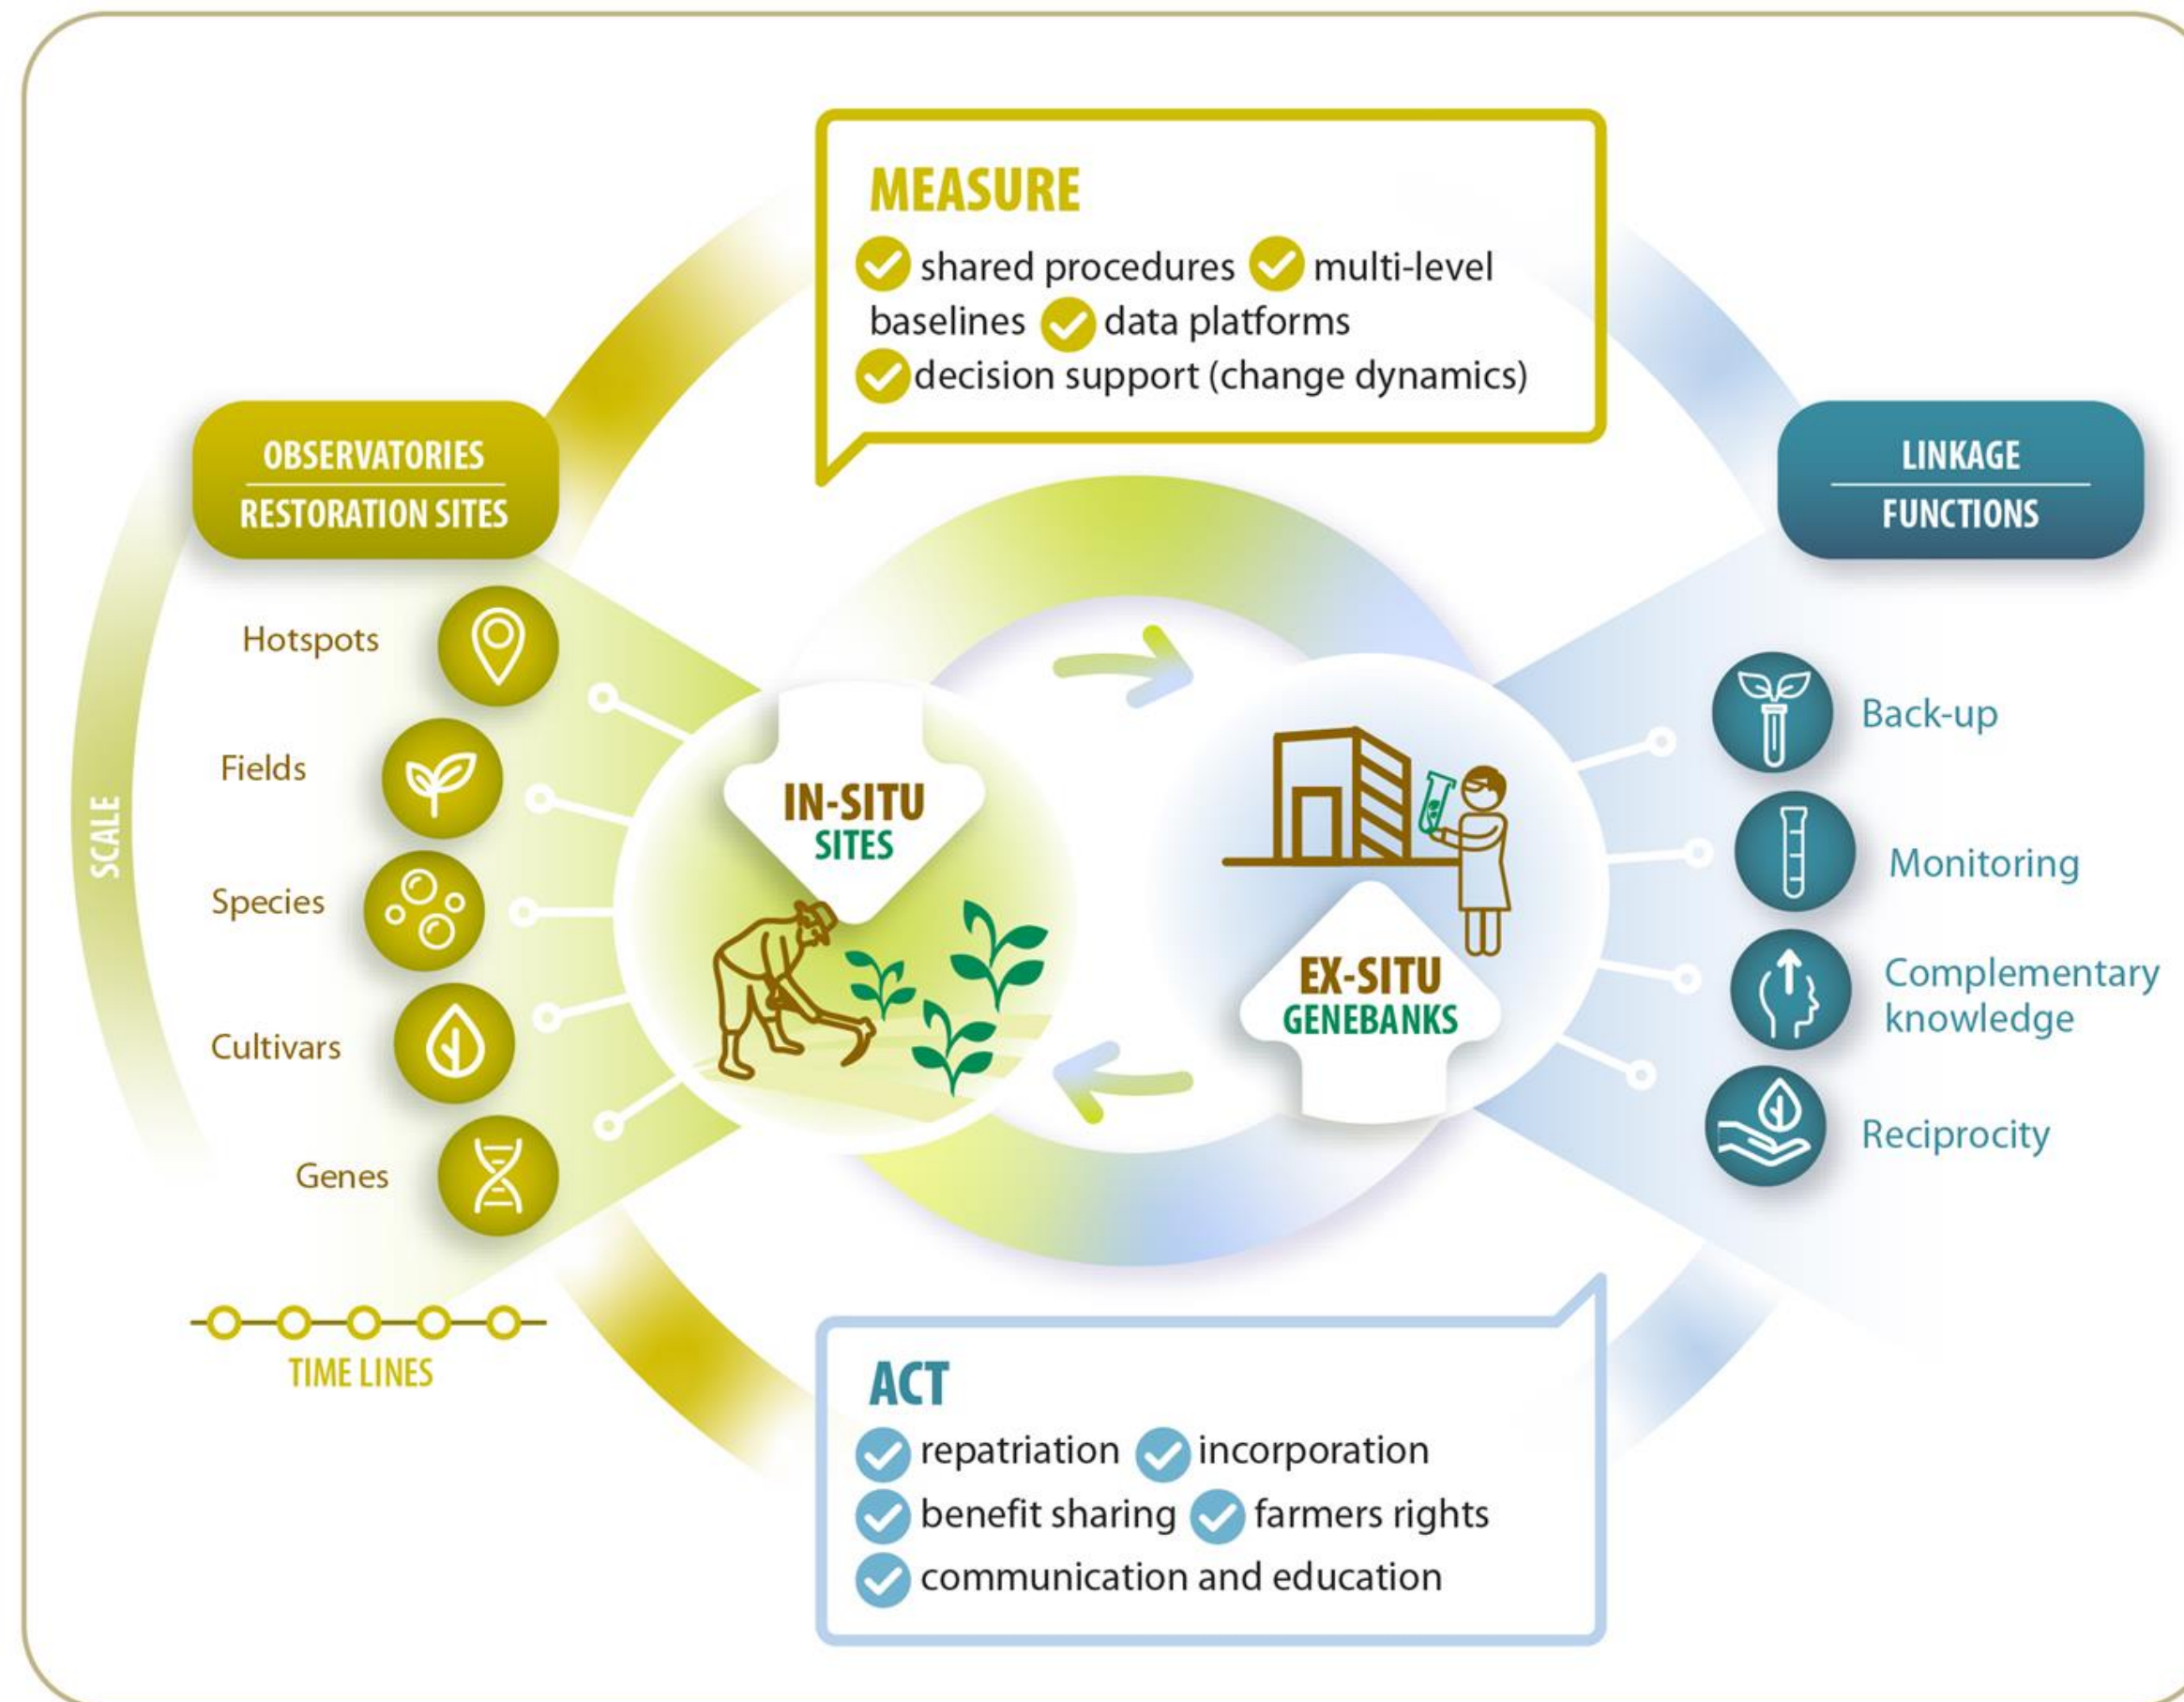 MEASURE
shared procedures multi-level
baselines data platforms
decision support (change dynamics)
OBSERVATORIES
RESTORATION SITES
LINKAGE
FUNCTIONS
SCALE
Hotspots
Fields
Species
Cultivars
Genes
TIME LINES
IN-SITU
SITES
EX-SITU
GENEBANKS
Back-up
Monitoring
Complementary
knowledge
Reciprocity
ACT
repatriation incorporation
benefit sharing farmers rights
communication and education